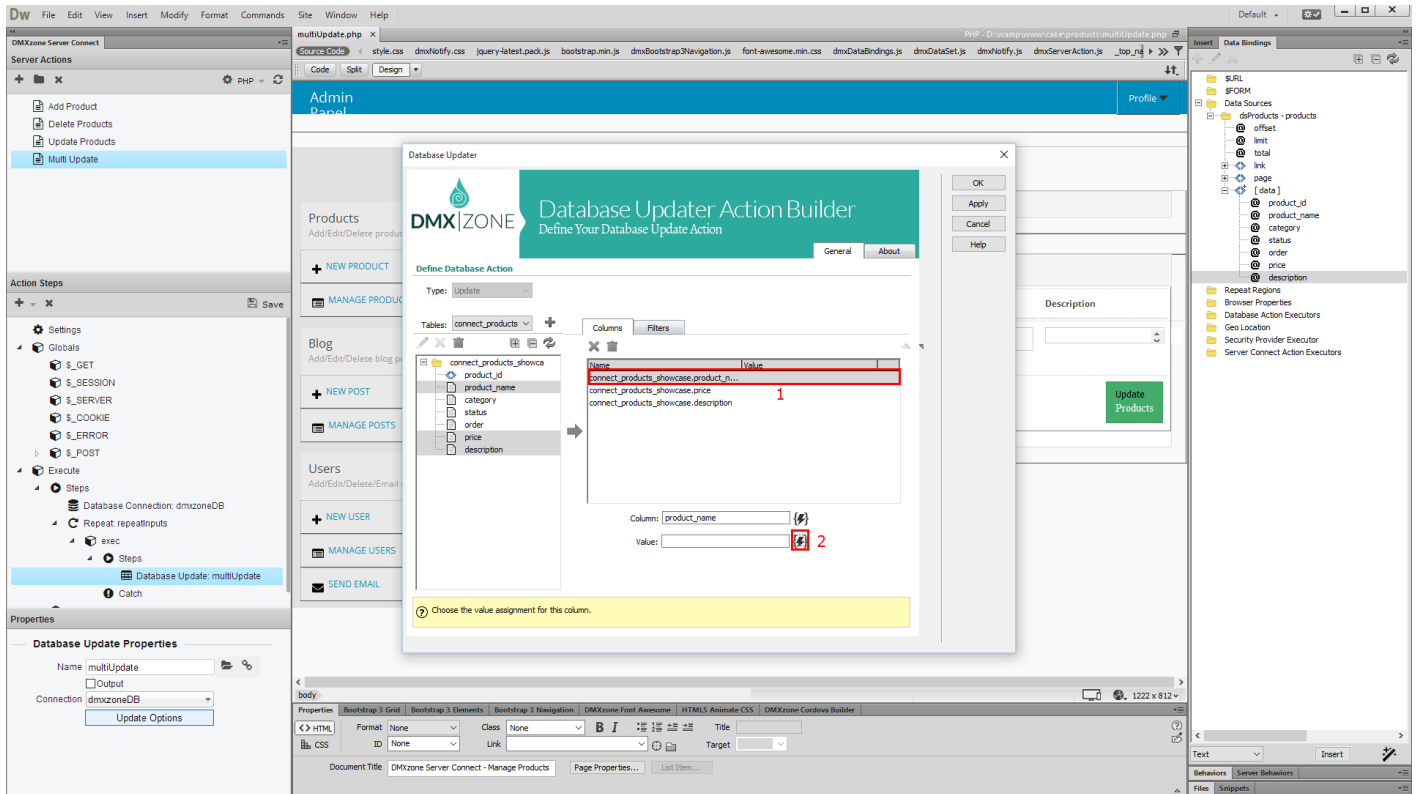 Dw File Edit View Insert Modify Format Commands Site Window Help
Default
DMXzone Server Connect
Server Actions
PHP
Add Product
Delete Products
Update Products
Multi Update
Action Steps
Save
Settings
Globals
$_GET
$_SESSION
$_SERVER
$_COOKIE
$_ERROR
$_POST
Execute
Steps
Database Connection: dmxzoneDB
Repeat: repeatInputs
exec
Steps
Database Update: multiUpdate
Catch
Properties
Database Update Properties
Name multiUpdate
Output
Connection dmxzoneDB
Update Options
multiUpdate.php ×
PHP - D:\wamp\www\cake\products\multiUpdate.php
Source Code style.css dmxNotify.css jquery-latest.pack.js bootstrap.min.js dmxBootstrap3Navigation.js font-awesome.min.css dmxDataBindings.js dmxDataSet.js dmxNotify.js dmxServerAction.js
Code Split Design
Admin
Panel
Profile
Products
Add/Edit/Delete produc
NEW PRODUCT
MANAGE PRODUC
Blog
Add/Edit/Delete blog po
NEW POST
MANAGE POSTS
Users
Add/Edit/Delete/Email
NEW USER
MANAGE USERS
SEND EMAIL
Description
Update
Products
Database Updater
DMX|ZONE
Database Updater Action Builder
Define Your Database Update Action
General About
OK
Apply
Cancel
Help
Define Database Action
Type: Update
Tables: connect_products
Columns Filters
connect_products_showca
product_id
product_name
category
status
order
price
description
Name Value
connect_products_showcase.product_n...
connect_products_showcase.price
connect_products_showcase.description
1
Column: product_name
Value:
2
Choose the value assignment for this column.
body
1222 x 812
Properties Bootstrap 3 Grid Bootstrap 3 Elements Bootstrap 3 Navigation DMXzone Font Awesome HTML5 Animate CSS DMXzone Cordova Builder
<> HTML Format None Class None B I Title
CSS ID None Link Target
Document Title DMXzone Server Connect - Manage Products Page Properties... List Item...
Insert Data Bindings
$URL
$FORM
Data Sources
dsProducts - products
offset
limit
total
link
page
[ data ]
product_id
product_name
category
status
order
price
description
Repeat Regions
Browser Properties
Database Action Executors
Geo Location
Security Provider Executor
Server Connect Action Executors
Text Insert
Behaviors Server Behaviors
Files Snippets